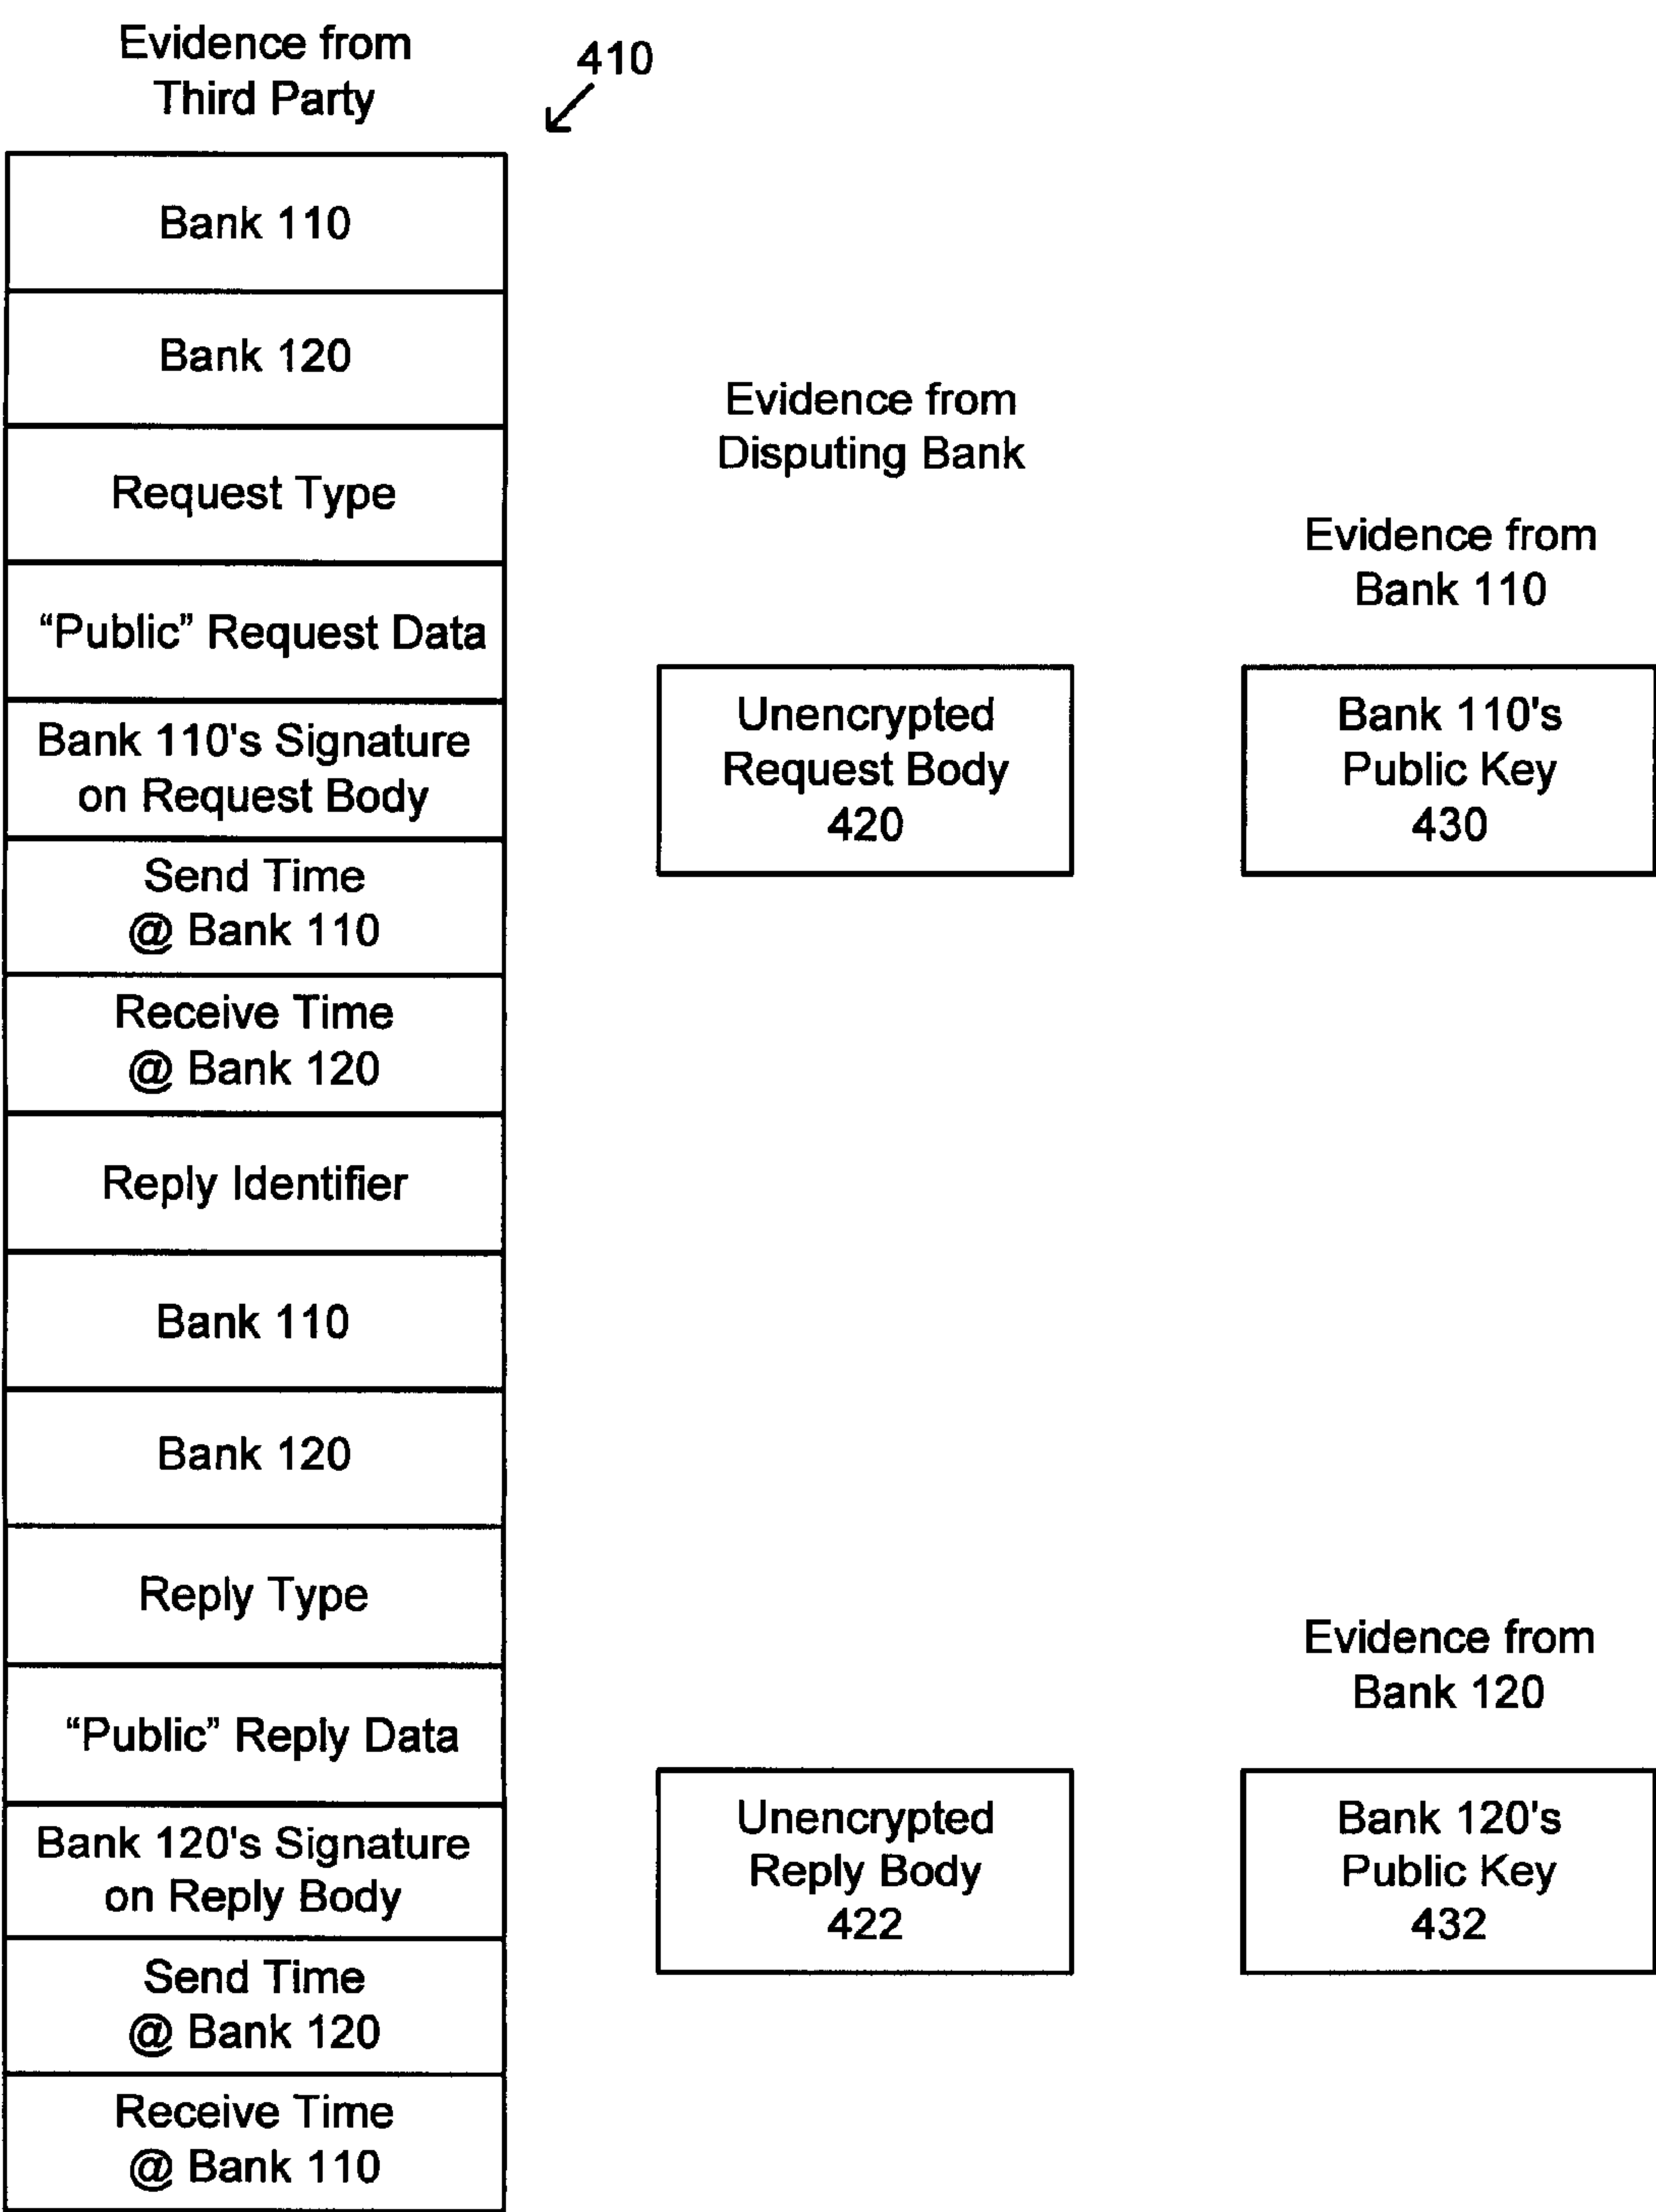 Evidence from
Third Party
410
Bank 110
Bank 120
Request Type
“Public” Request Data
Bank 110's Signature
on Request Body
Send Time
@ Bank 110
Receive Time
@ Bank 120
Reply Identifier
Bank 110
Bank 120
Reply Type
“Public” Reply Data
Bank 120's Signature
on Reply Body
Send Time
@ Bank 120
Receive Time
@ Bank 110
Evidence from
Disputing Bank
Unencrypted
Request Body
420
Unencrypted
Reply Body
422
Evidence from
Bank 110
Bank 110's
Public Key
430
Evidence from
Bank 120
Bank 120's
Public Key
432